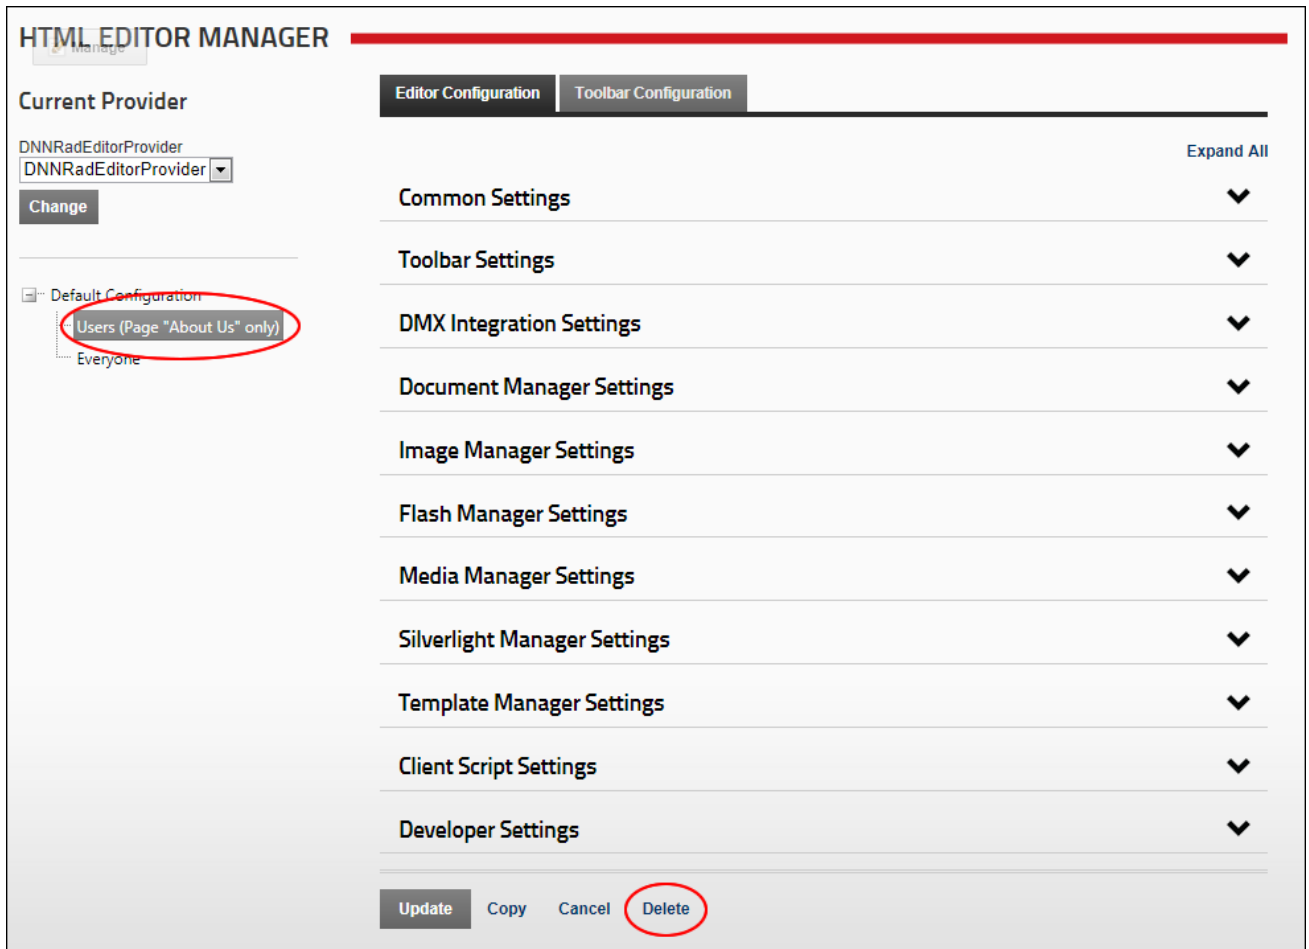 HTML EDITOR MANAGER
Manage
Current Provider
DNNRadEditorProvider
DNNRadEditorProvider
Change
Default Configuration
Users (Page "About Us" only)
Everyone
Editor Configuration
Toolbar Configuration
Expand All
Common Settings
Toolbar Settings
DMX Integration Settings
Document Manager Settings
Image Manager Settings
Flash Manager Settings
Media Manager Settings
Silverlight Manager Settings
Template Manager Settings
Client Script Settings
Developer Settings
Update Copy Cancel Delete